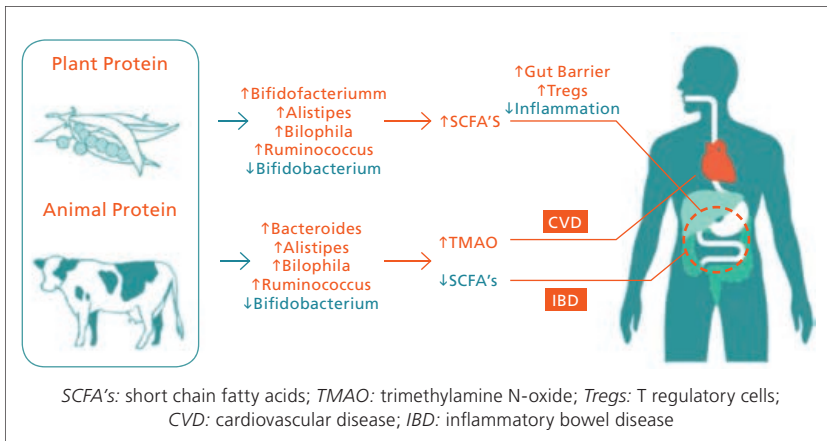 Plant Protein
↑Bifidofacteriumm
↑Alistipes
↑Bilophila
↑Ruminococcus
↓Bifidobacterium
↑SCFA'S
↑Gut Barrier
↑Tregs
↓Inflammation
Animal Protein
↑Bacteroides
↑Alistipes
↑Bilophila
↑Ruminococcus
↓Bifidobacterium
↑TMAO
↓SCFA's
CVD
IBD
SCFA's: short chain fatty acids; TMAO: trimethylamine N-oxide; Tregs: T regulatory cells;
CVD: cardiovascular disease; IBD: inflammatory bowel disease